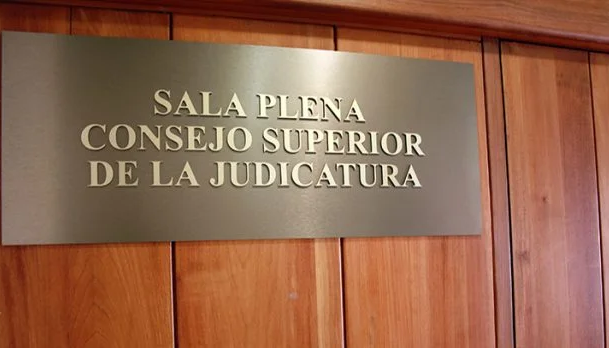 SALA PLENA
CONSEJO SUPERIOR
DE LA JUDICATURA